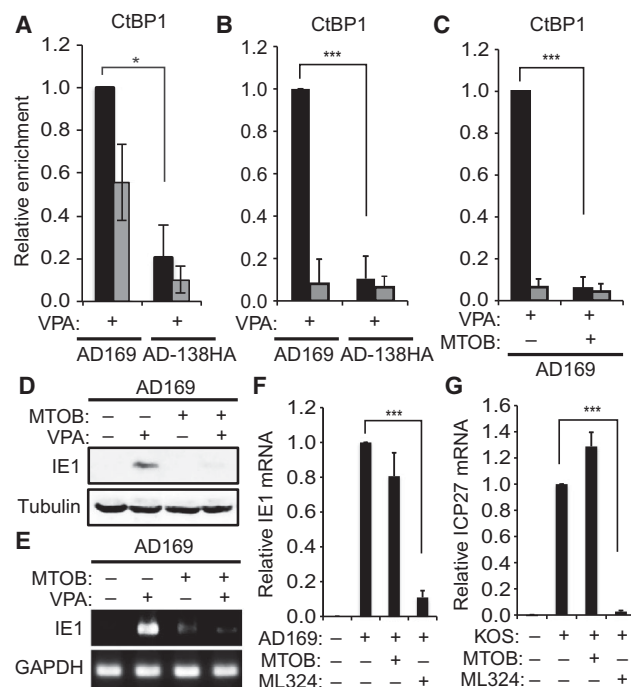 A
CtBP1
*
Relative enrichment
1.2
1.0
0.8
0.6
0.4
0.2
0.0
VPA: + +
AD169 AD-138HA
B
CtBP1
***
1.2
1.0
0.8
0.6
0.4
0.2
0.0
VPA: + +
AD169 AD-138HA
C
CtBP1
***
1.2
1.0
0.8
0.6
0.4
0.2
0.0
VPA: + +
MTOB: – +
AD169
D
AD169
MTOB: – – + +
VPA: – + – +
IE1
Tubulin
E
AD169
MTOB: – – + +
VPA: – + – +
IE1
GAPDH
F
***
Relative IE1 mRNA
1.2
1.0
0.8
0.6
0.4
0.2
0.0
AD169: – + + +
MTOB: – – + –
ML324: – – – +
G
***
Relative ICP27 mRNA
1.6
1.4
1.2
1.0
0.8
0.6
0.4
0.2
0.0
KOS: – + + +
MTOB: – – + –
ML324: – – – +